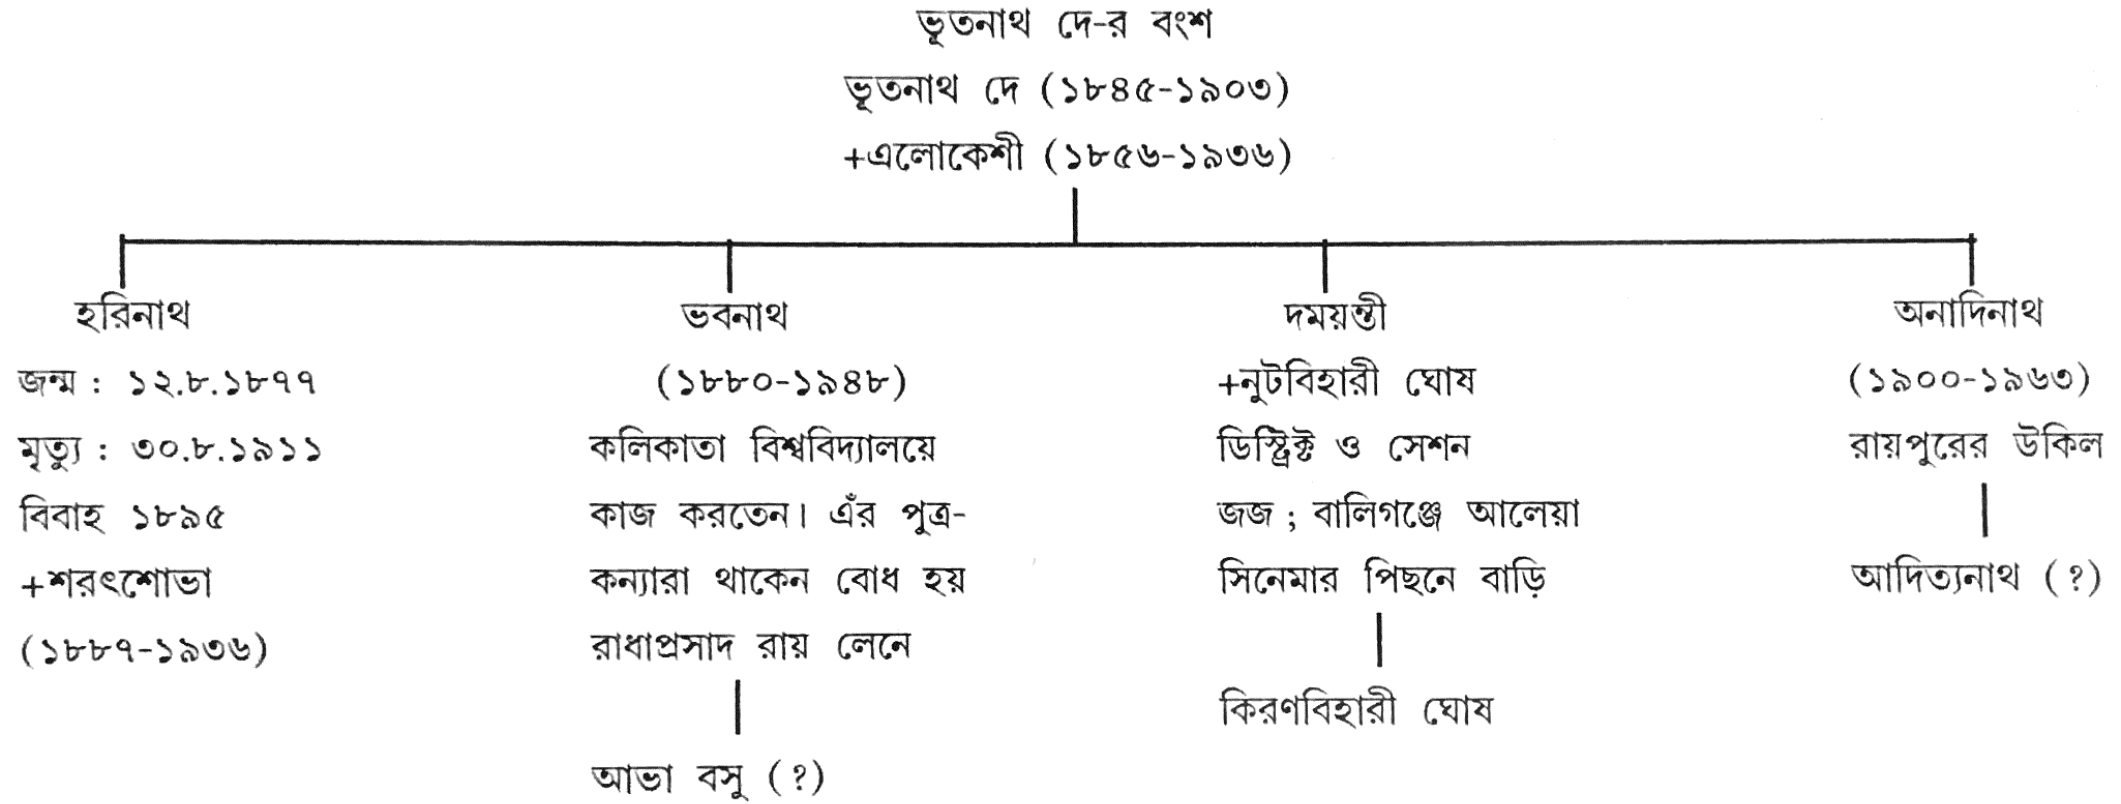 ভূতনাথ দে-র বংশ
ভূতনাথ দে (১৮৪৫-১৯০৩)
+এলোকেশী (১৮৫৬-১৯৩৬)
হরিনাথ
জন্ম : ১২.৮.১৮৭৭
মৃত্যু : ৩০.৮.১৯১১
বিবাহ ১৮৯৫
+শরৎশোভা
(১৮৮৭-১৯৩৬)
ভবনাথ
(১৮৮০-১৯৪৮)
কলিকাতা বিশ্ববিদ্যালয়ে
কাজ করতেন। এঁর পুত্র-
কন্যারা থাকেন বোধ হয়
রাধাপ্রসাদ রায় লেনে
আভা বসু (?)
দময়ন্তী
+নুটবিহারী ঘোষ
ডিস্ট্রিক্ট ও সেশন
জজ ; বালিগঞ্জে আলেয়া
সিনেমার পিছনে বাড়ি
কিরণবিহারী ঘোষ
অনাদিনাথ
(১৯০০-১৯৬৩)
রায়পুরের উকিল
আদিত্যনাথ (?)